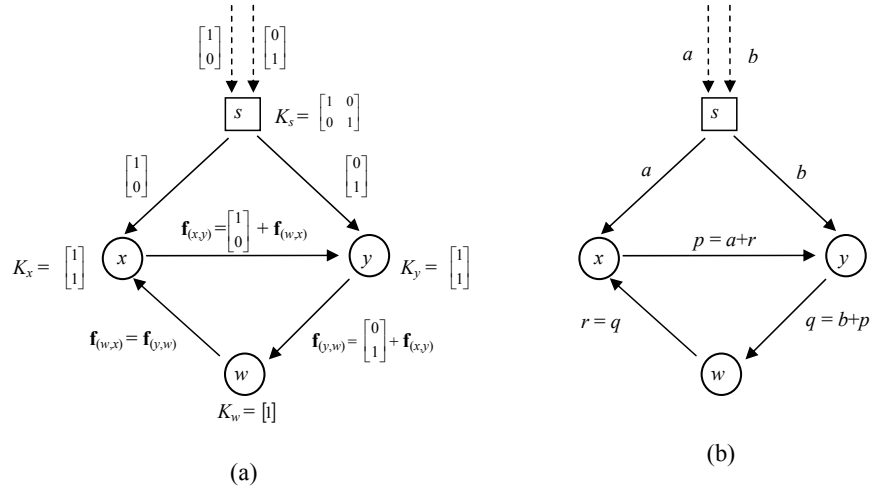 [1 0] [0 1]
a b
s K_s = [1 0 0 1]
s
[1 0] [0 1]
a b
f_(x,y) = [1 0] + f_(w,x)
p = a+r
K_x = [1 1] x y K_y = [1 1]
x y
f_(w,x) = f_(y,w) f_(y,w) = [0 1] + f_(x,y)
r = q q = b+p
w
w
K_w = [1]
(a) (b)